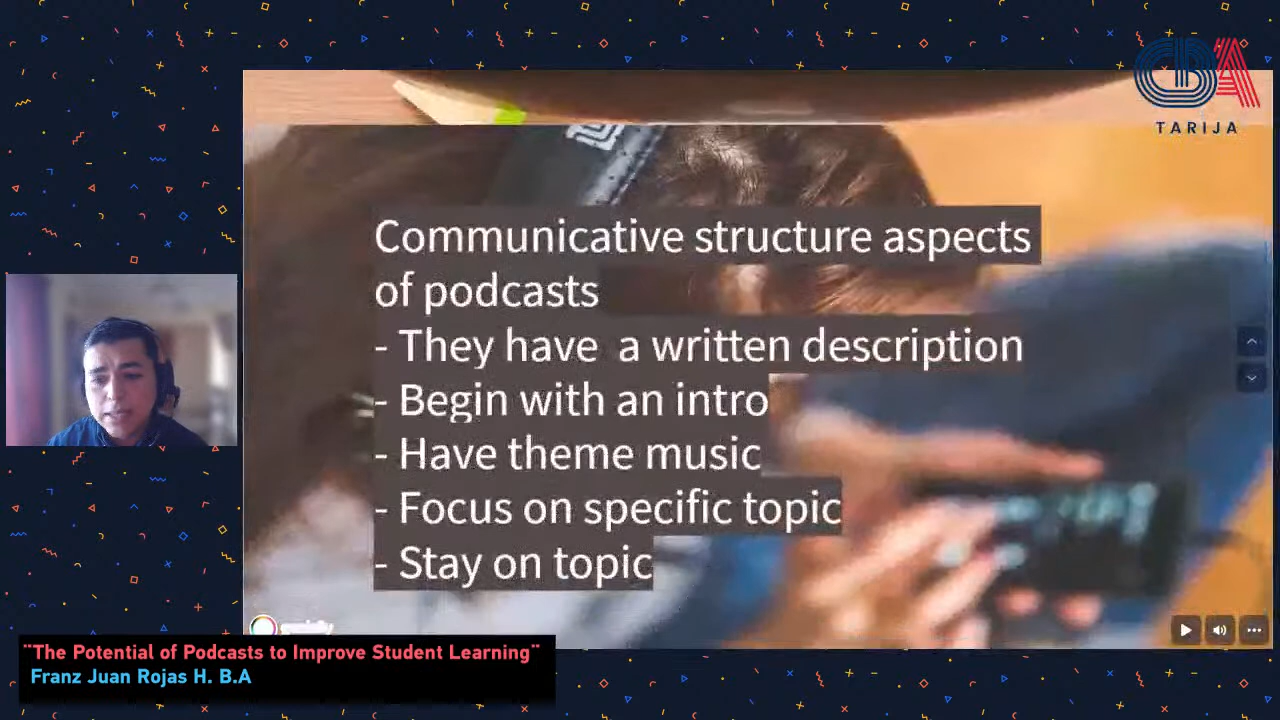 CBA
TARIJA
Communicative structure aspects
of podcasts
- They have  a written description
- Begin with an intro
- Have theme music
- Focus on specific topic
- Stay on topic
¨The Potential of Podcasts to Improve Student Learning¨
Franz Juan Rojas H. B.A